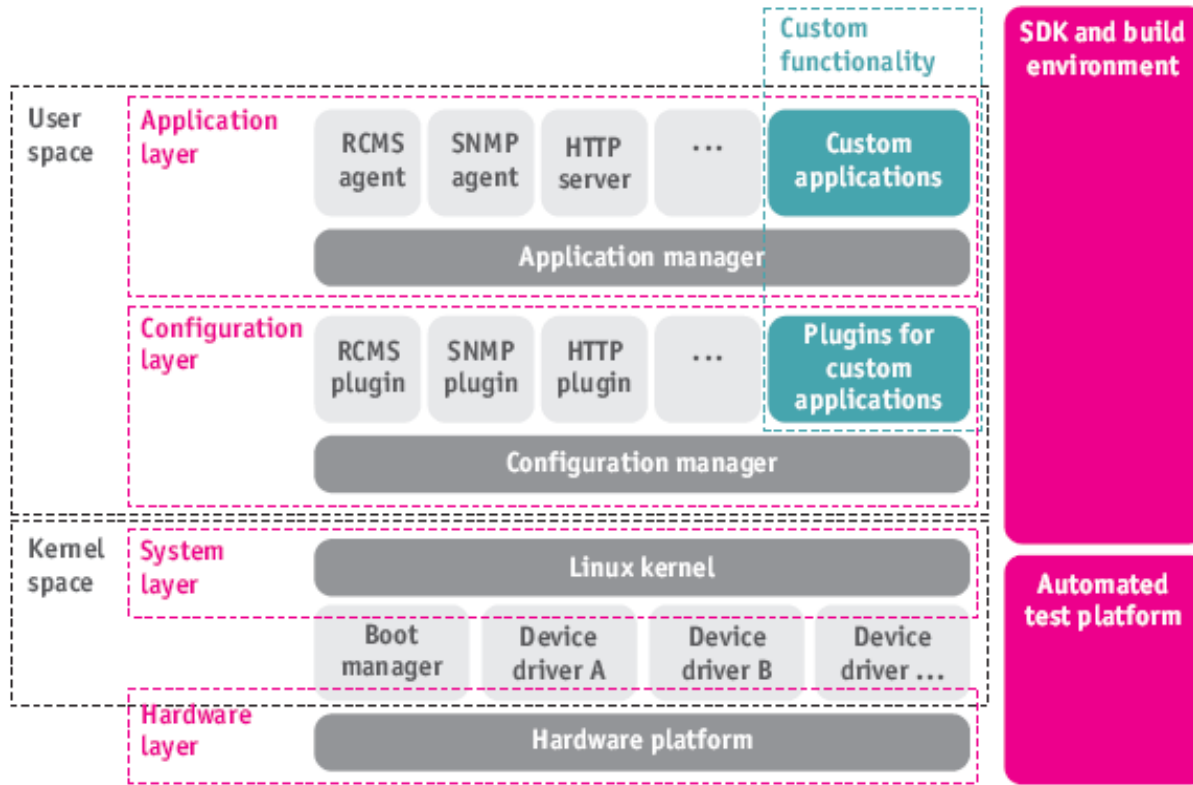 Custom
functionality
SDK and build
environment
User
space
Application
layer
RCMS
agent
SNMP
agent
HTTP
server
...
Custom
applications
Application manager
Configuration
layer
RCMS
plugin
SNMP
plugin
HTTP
plugin
...
Plugins for
custom
applications
Configuration manager
Kernel
space
System
layer
Linux kernel
Automated
test platform
Boot
manager
Device
driver A
Device
driver B
Device
driver ...
Hardware
layer
Hardware platform